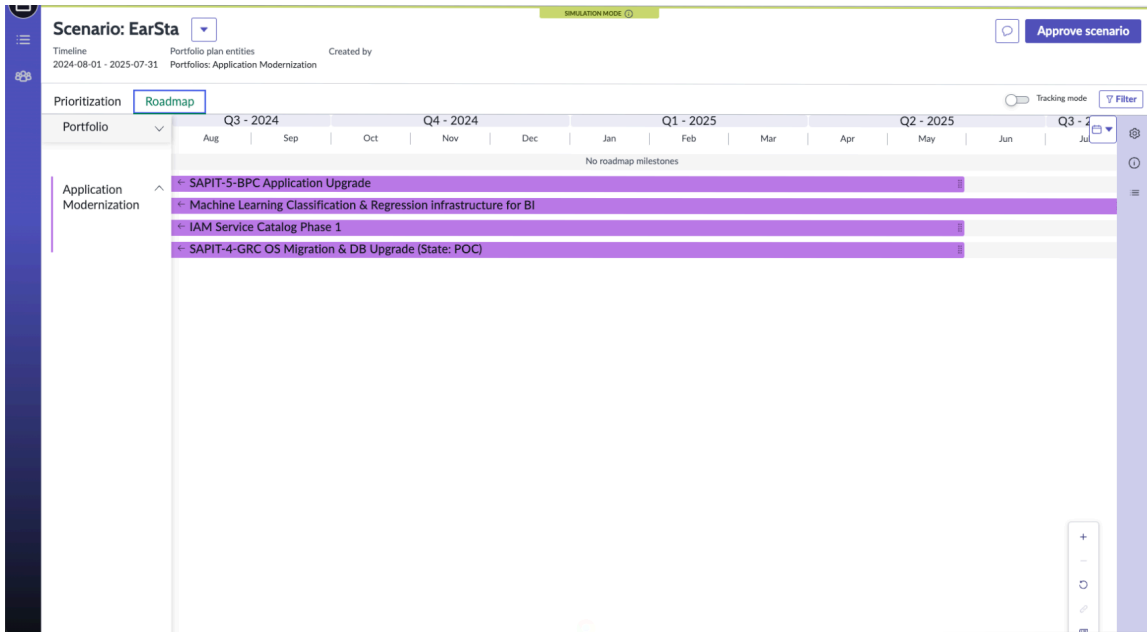 SIMULATION MODE
Scenario: EarSta
Approve scenario
Timeline
Portfolio plan entities
Created by
2024-08-01 - 2025-07-31
Portfolios: Application Modernization
Prioritization
Roadmap
Tracking mode
Filter
Portfolio
Q3 - 2024
Q4 - 2024
Q1 - 2025
Q2 - 2025
Q3 - 2
Aug
Sep
Oct
Nov
Dec
Jan
Feb
Mar
Apr
May
Jun
Jul
No roadmap milestones
Application
Modernization
SAPIT-5-BPC Application Upgrade
Machine Learning Classification & Regression infrastructure for BI
IAM Service Catalog Phase 1
SAPIT-4-GRC OS Migration & DB Upgrade (State: POC)